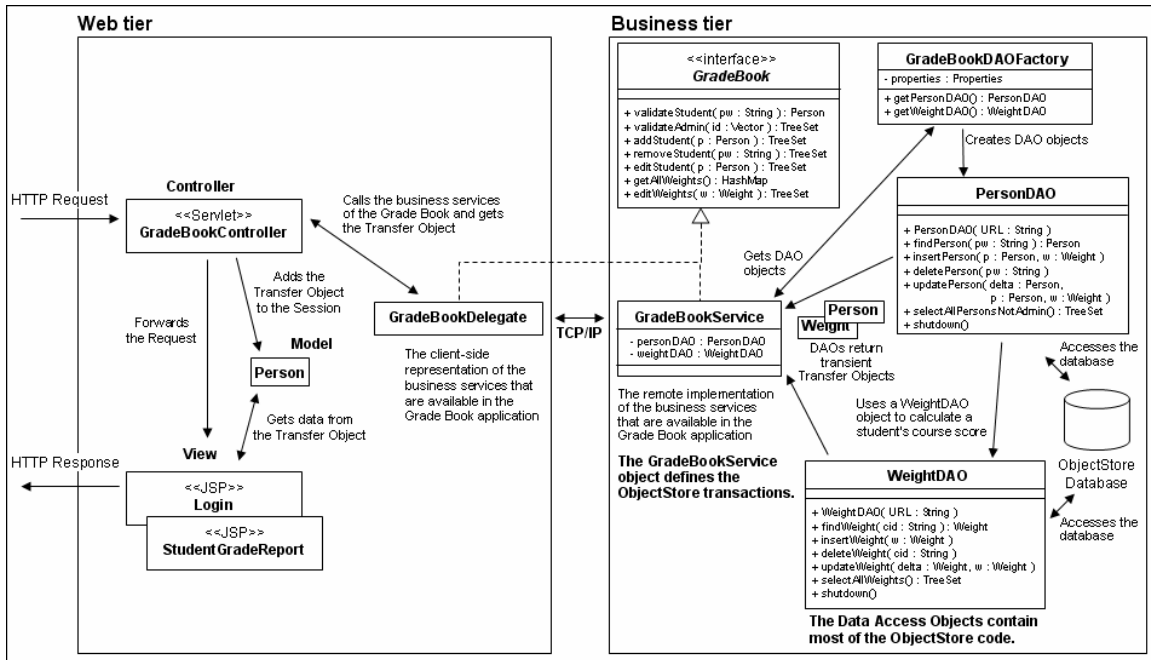 Web tier
HTTP Request
Controller
<<Servlet>>
GradeBookController
Calls the business services
of the Grade Book and gets
the Transfer Object
Adds the
Transfer Object
to the Session
Forwards
the Request
Model
Person
Gets data from
the Transfer Object
View
HTTP Response
<<JSP>>
Login
<<JSP>>
StudentGradeReport
GradeBookDelegate
The client-side
representation of the
business services that
are available in the
Grade Book application
TCP/IP
Business tier
<<interface>>
GradeBook
+ validateStudent( pw : String ) : Person
+ validateAdmin( id : Vector ) : TreeSet
+ addStudent( p : Person ) : TreeSet
+ removeStudent( pw : String ) : TreeSet
+ editStudent( p : Person ) : TreeSet
+ getAllWeights() : HashMap
+ editWeights( w : Weight ) : TreeSet
GradeBookDAOFactory
- properties : Properties
+ getPersonDAO() : PersonDAO
+ getWeightDAO() : WeightDAO
Creates DAO objects
Gets DAO
objects
PersonDAO
+ PersonDAO( URL : String )
+ findPerson( pw : String ) : Person
+ insertPerson( p : Person, w : Weight )
+ deletePerson( pw : String )
+ updatePerson( delta : Person,
p : Person, w : Weight )
+ selectAllPersonsNotAdmin() : TreeSet
+ shutdown()
GradeBookService
- personDAO : PersonDAO
- weightDAO : WeightDAO
Person
Weight
DAOs return
transient
Transfer Objects
The remote implementation
of the business services
that are available in the
Grade Book application
The GradeBookService
object defines the
ObjectStore transactions.
Uses a WeightDAO
object to calculate a
student's course score
Accesses the
database
ObjectStore
Database
Accesses the
database
WeightDAO
+ WeightDAO( URL : String )
+ findWeight( cid : String ) : Weight
+ insertWeight( w : Weight )
+ deleteWeight( cid : String )
+ updateWeight( delta : Weight, w : Weight )
+ selectAllWeights() : TreeSet
+ shutdown()
The Data Access Objects contain
most of the ObjectStore code.